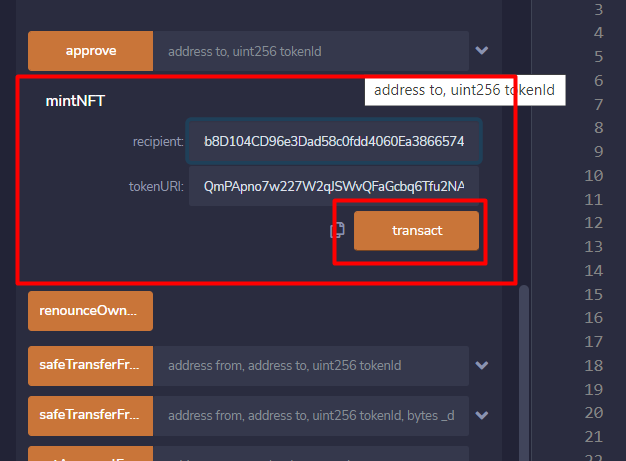 3
approve address to, uint256 tokenId
4
5
mintNFT
address to, uint256 tokenId
6
7
recipient: b8D104CD96e3Dad58c0fdd4060Ea3866574
8
9
tokenURI: QmPApno7w227W2qJSWvQFaGcbq6Tfu2NA
10
11
transact
12
13
14
renounceOwn...
15
16
17
safeTransferFr... address from, address to, uint256 tokenId
18
19
safeTransferFr... address from, address to, uint256 tokenId, bytes _d
20
21
22